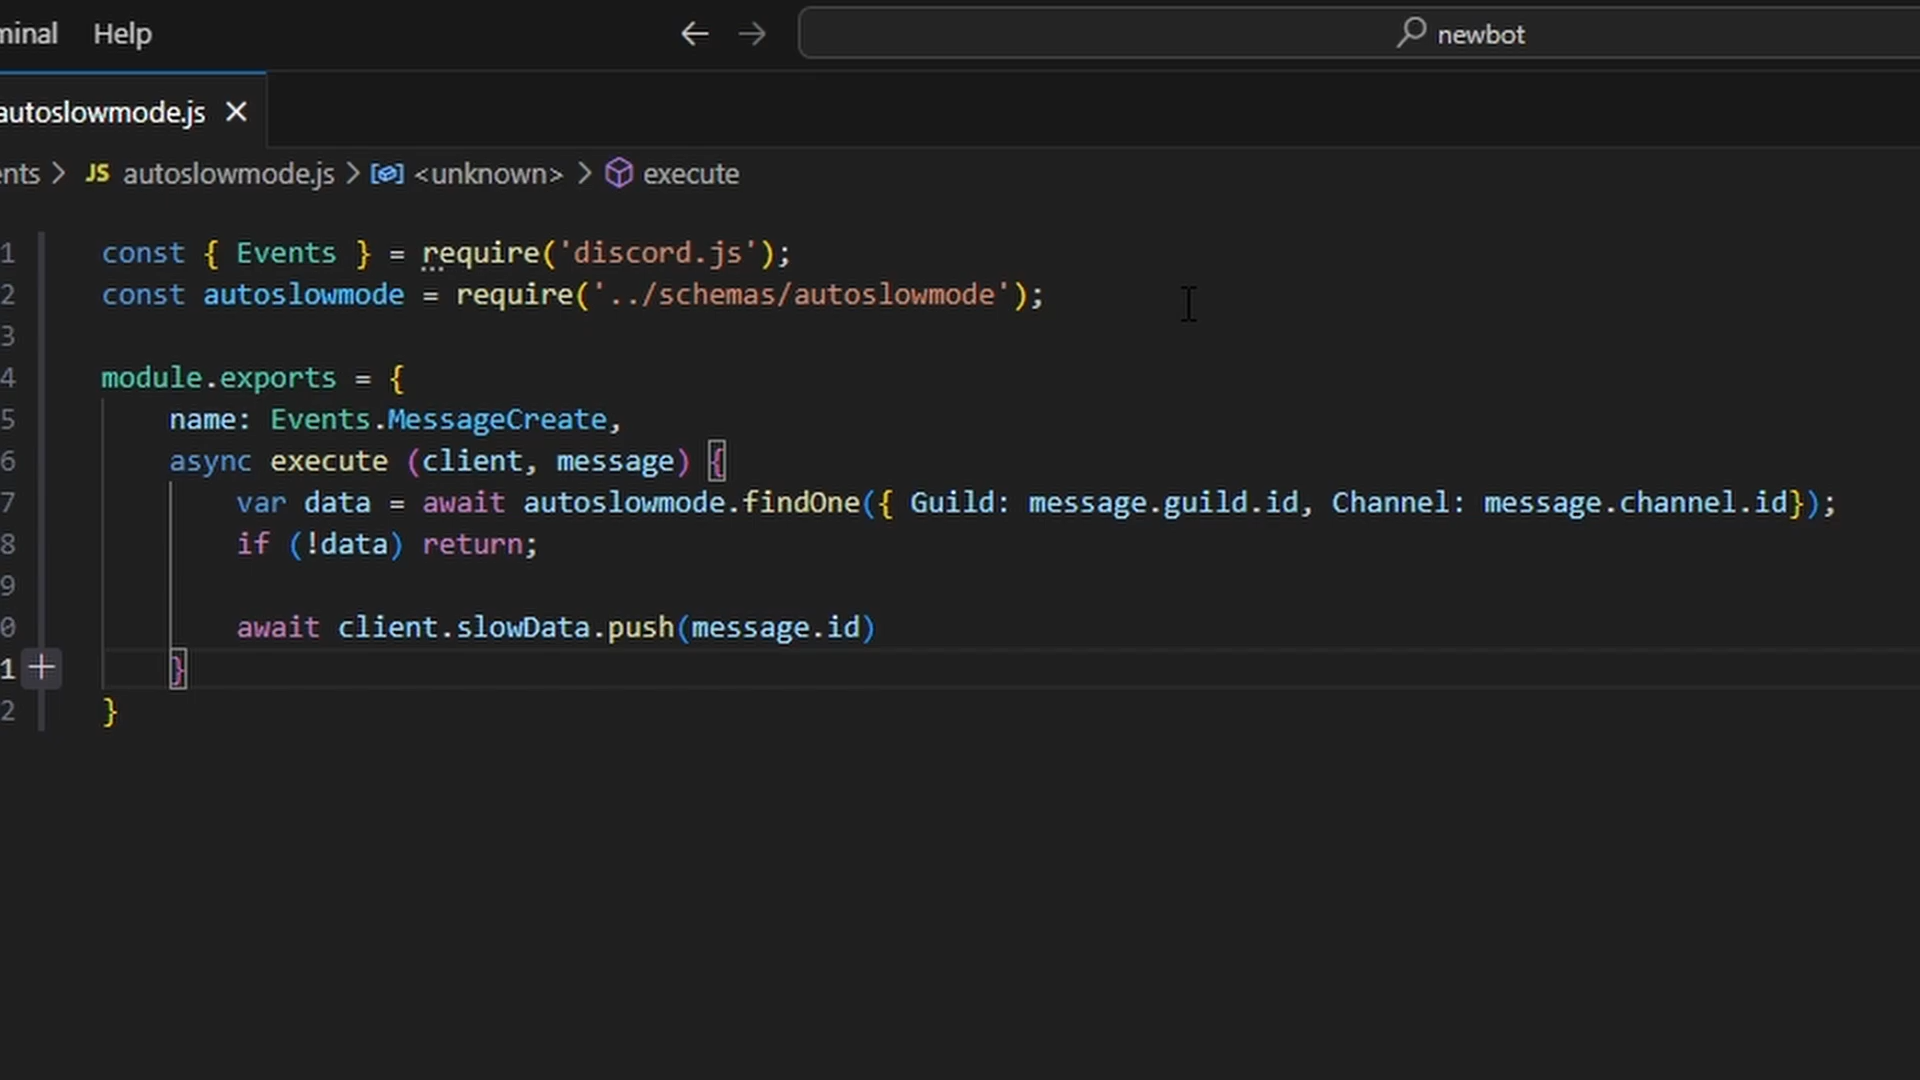 minal Help newbot
autoslowmode.js
nts > JS autoslowmode.js > <unknown> > execute
1 const { Events } = require('discord.js');
2 const autoslowmode = require('../schemas/autoslowmode');
3
4 module.exports = {
5 name: Events.MessageCreate,
6 async execute (client, message) {
7 var data = await autoslowmode.findOne({ Guild: message.guild.id, Channel: message.channel.id});
8 if (!data) return;
9
0 await client.slowData.push(message.id)
1 }
2 }